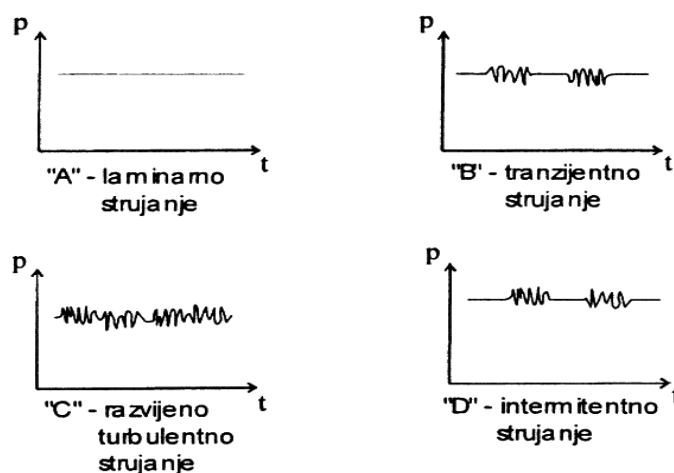 p
t
"A" - laminarno
strujanje
p
t
"B" - tranzijentno
strujanje
p
t
"C" - razvijeno
turbulentno
strujanje
p
t
"D" - intermitentno
strujanje